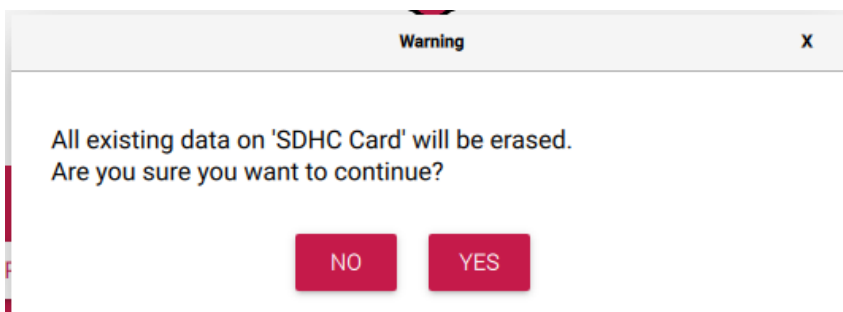 Warning
X
All existing data on 'SDHC Card' will be erased.
Are you sure you want to continue?
NO
YES